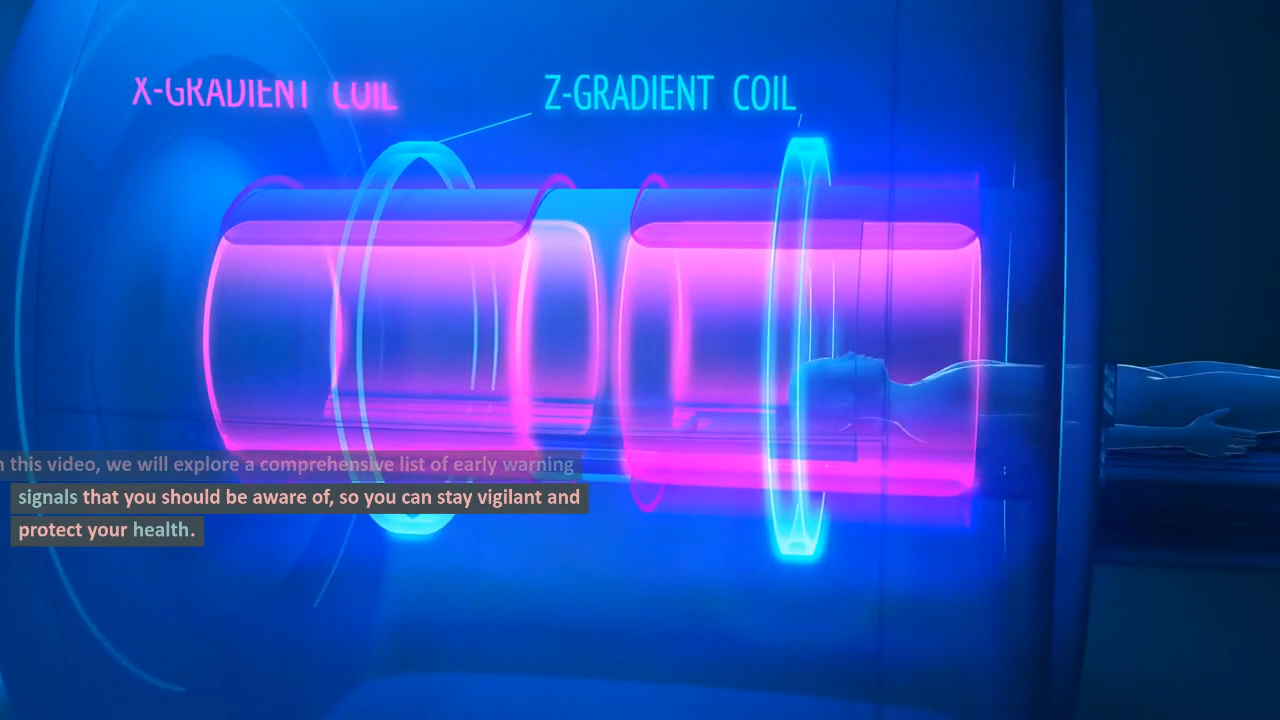 X-GRADIENT COIL
Z-GRADIENT COIL
n this video, we will explore a comprehensive list of early warning
signals that you should be aware of, so you can stay vigilant and
protect your health.